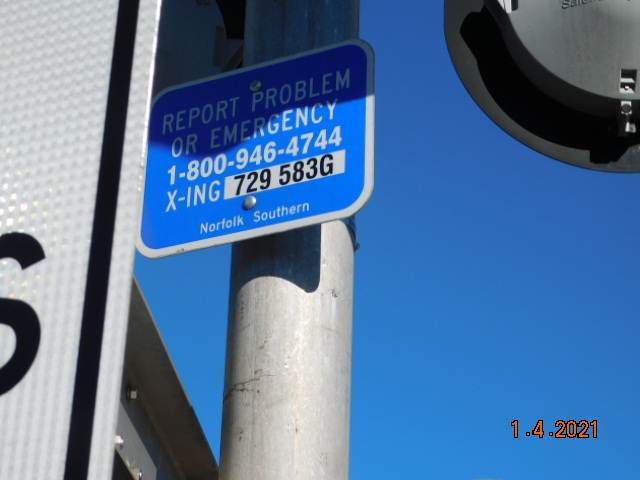 REPORT PROBLEM
OR EMERGENCY
1-800-946-4744
X-ING 729 583G
Norfolk Southern
S
1.4.2021